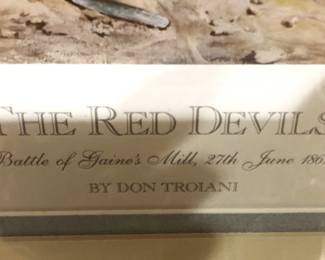 THE RED DEVILS
Battle of Gaine's Mill, 27th June 186
BY DON TROIANI